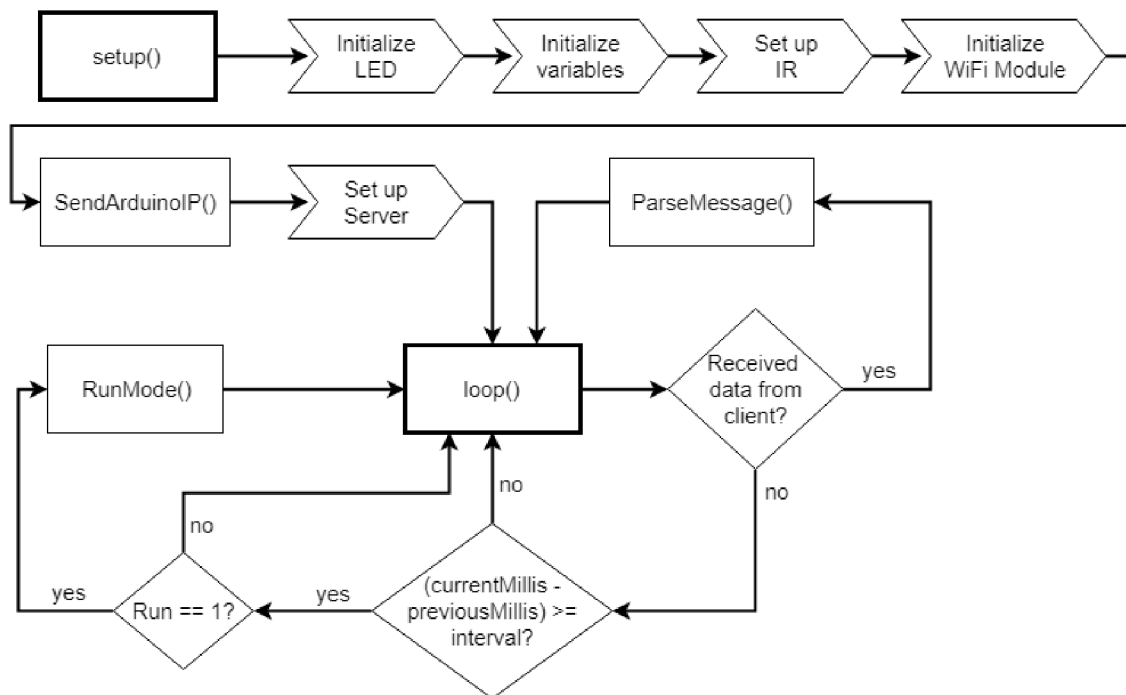 setup()
Initialize
LED
Initialize
variables
Set up
IR
Initialize
WiFi Module
SendArduinoIP()
Set up
Server
ParseMessage()
RunMode()
loop()
Received
data from
client?
yes
no
no
no
(currentMillis -
previousMillis) >=
interval?
yes
Run == 1?
yes